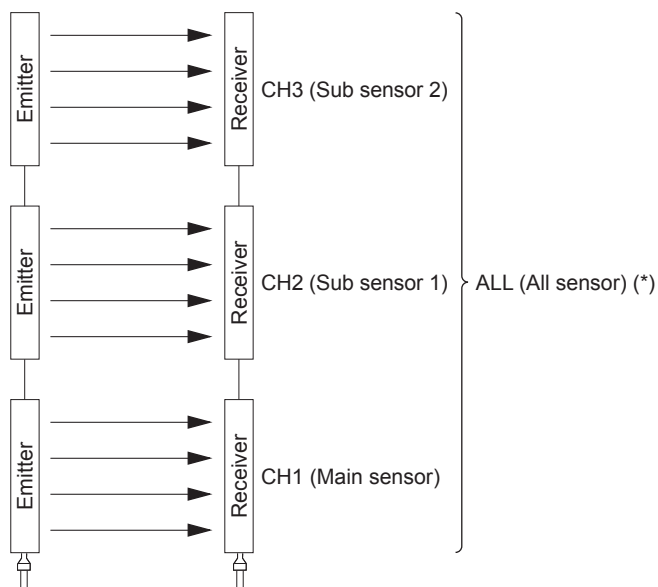 Emitter
Receiver
CH3 (Sub sensor 2)
Emitter
Receiver
CH2 (Sub sensor 1)
ALL (All sensor) (*)
Emitter
Receiver
CH1 (Main sensor)